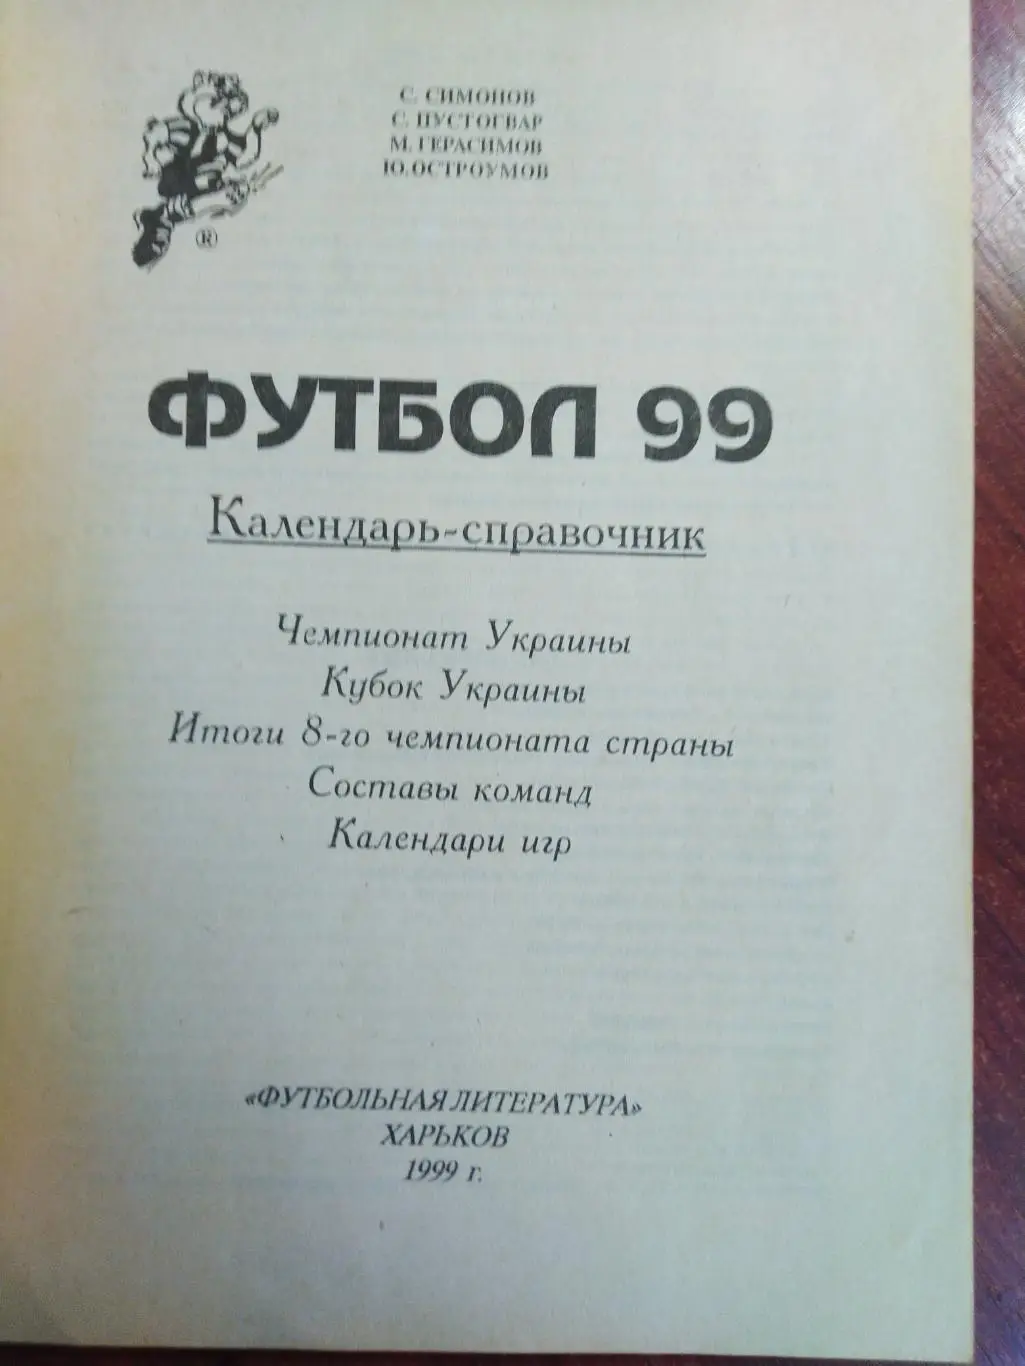 С. СИМОНОВ
С. ПУСТОГВАР
М. ГЕРАСИМОВ
Ю. ОСТРОУМОВ
®
ФУТБОЛ 99
Календарь-справочник
Чемпионат Украины
Кубок Украины
Итоги 8-го чемпионата страны
Составы команд
Календари игр
«ФУТБОЛЬНАЯ ЛИТЕРАТУРА»
ХАРЬКОВ
1999 г.